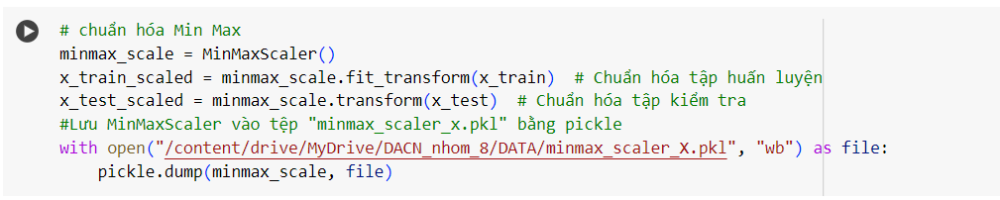 # chuẩn hóa Min Max
minmax_scale = MinMaxScaler()
x_train_scaled = minmax_scale.fit_transform(x_train)  # Chuẩn hóa tập huấn luyện
x_test_scaled = minmax_scale.transform(x_test)  # Chuẩn hóa tập kiểm tra
#Lưu MinMaxScaler vào tệp "minmax_scaler_x.pkl" bằng pickle
with open("/content/drive/MyDrive/DACN_nhom_8/DATA/minmax_scaler_X.pkl", "wb") as file:
    pickle.dump(minmax_scale, file)